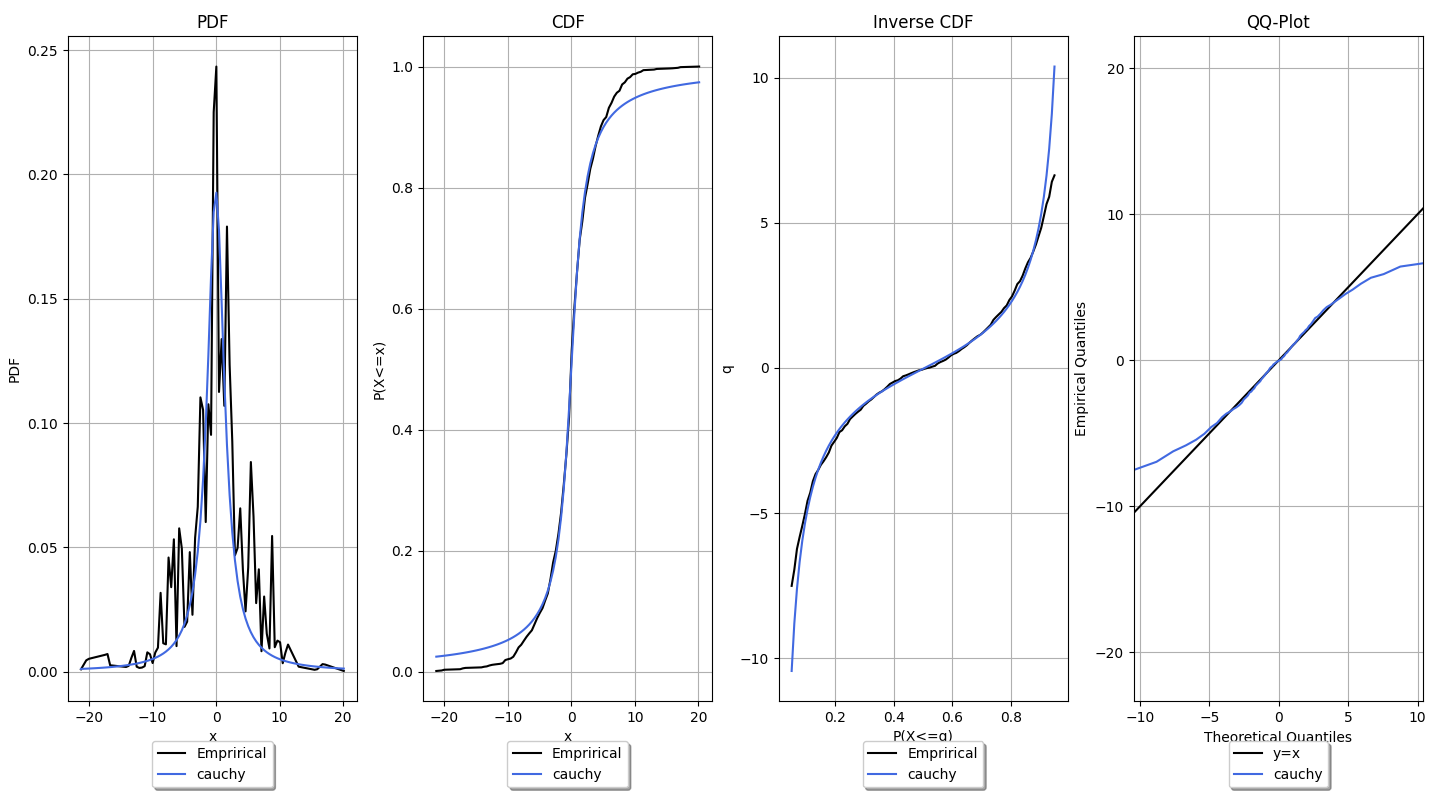 PDF
0.25
0.20
0.15
0.10
0.05
0.00
PDF
−20
−10
0
10
20
x
Emprirical
cauchy
CDF
1.0
0.8
0.6
0.4
0.2
0.0
P(X<=x)
−20
−10
0
10
20
x
Emprirical
cauchy
Inverse CDF
10
5
0
−5
−10
q
0.2
0.4
0.6
0.8
P(X<=q)
Emprirical
cauchy
QQ-Plot
20
10
0
−10
−20
Empirical Quantiles
−10
−5
0
5
10
Theoretical Quantiles
y=x
cauchy